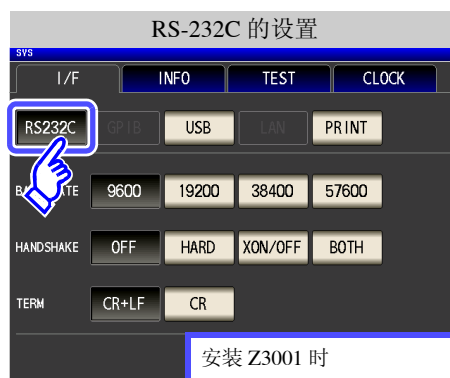 RS-232C 的设置
SYS
I/F INFO TEST CLOCK
RS232C GPIB USB LAN PRINT
9600 19200 38400 57600
HANDSHAKE OFF HARD XON/OFF BOTH
TERM CR+LF CR
安装 Z3001 时